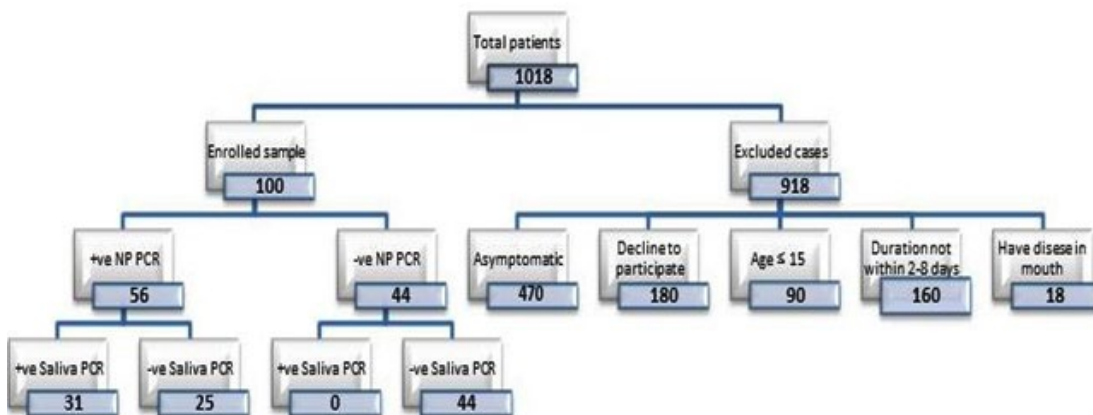 Total patients
1018
Enrolled sample
100
Excluded cases
918
+ve NP PCR
56
-ve NP PCR
44
Asymptomatic
470
Decline to
participate
180
Age ≤ 15
90
Duration not
within 2-8 days
160
Have disese in
mouth
18
+ve Saliva PCR
31
-ve Saliva PCR
25
+ve Saliva PCR
0
-ve Saliva PCR
44